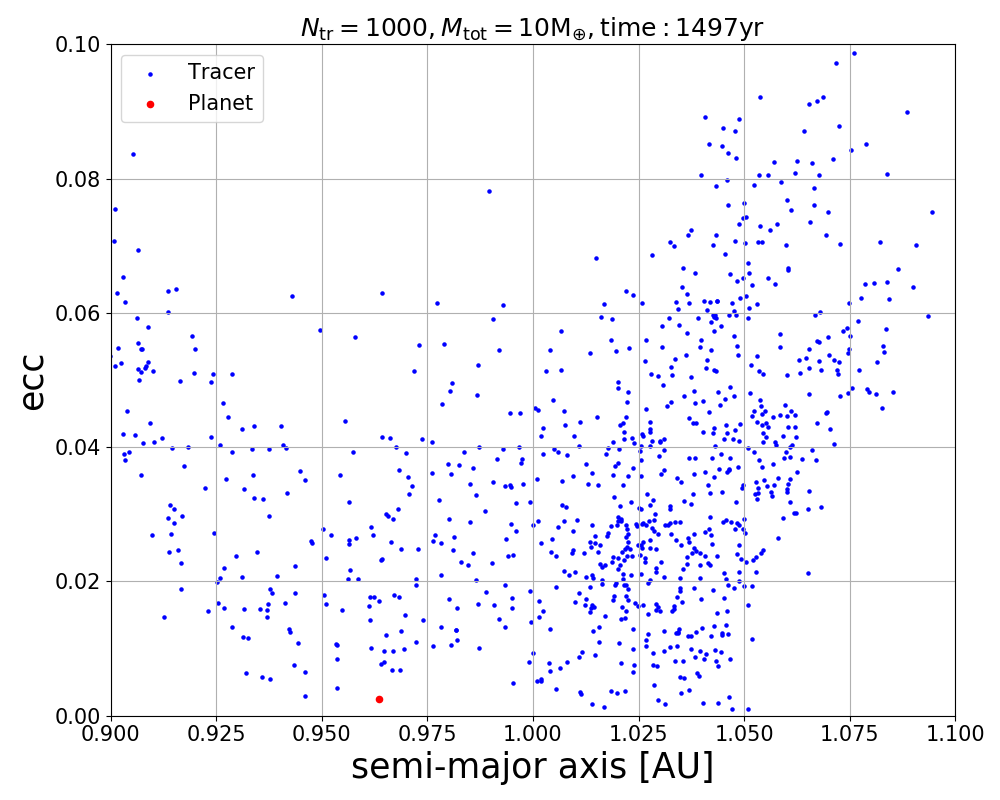 N_tr = 1000, M_tot = 10M_⊕, time : 1497yr
Tracer
Planet
0.10
0.08
0.06
0.04
0.02
0.00
ecc
0.900 0.925 0.950 0.975 1.000 1.025 1.050 1.075 1.100
semi-major axis [AU]